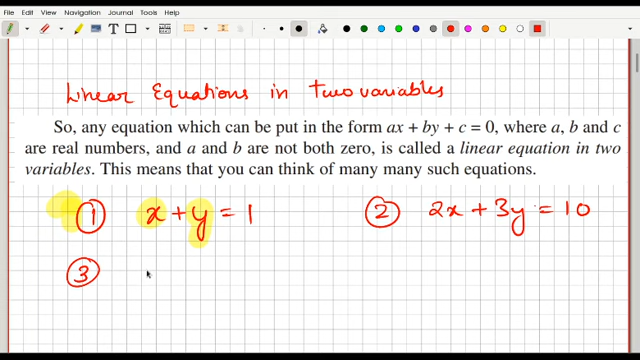 File Edit View Navigation Journal Tools Help
Linear Equations in two variables
So, any equation which can be put in the form ax + by + c = 0, where a, b and c
are real numbers, and a and b are not both zero, is called a linear equation in two
variables. This means that you can think of many many such equations.
① x + y = 1 ② 2x + 3y = 10
③